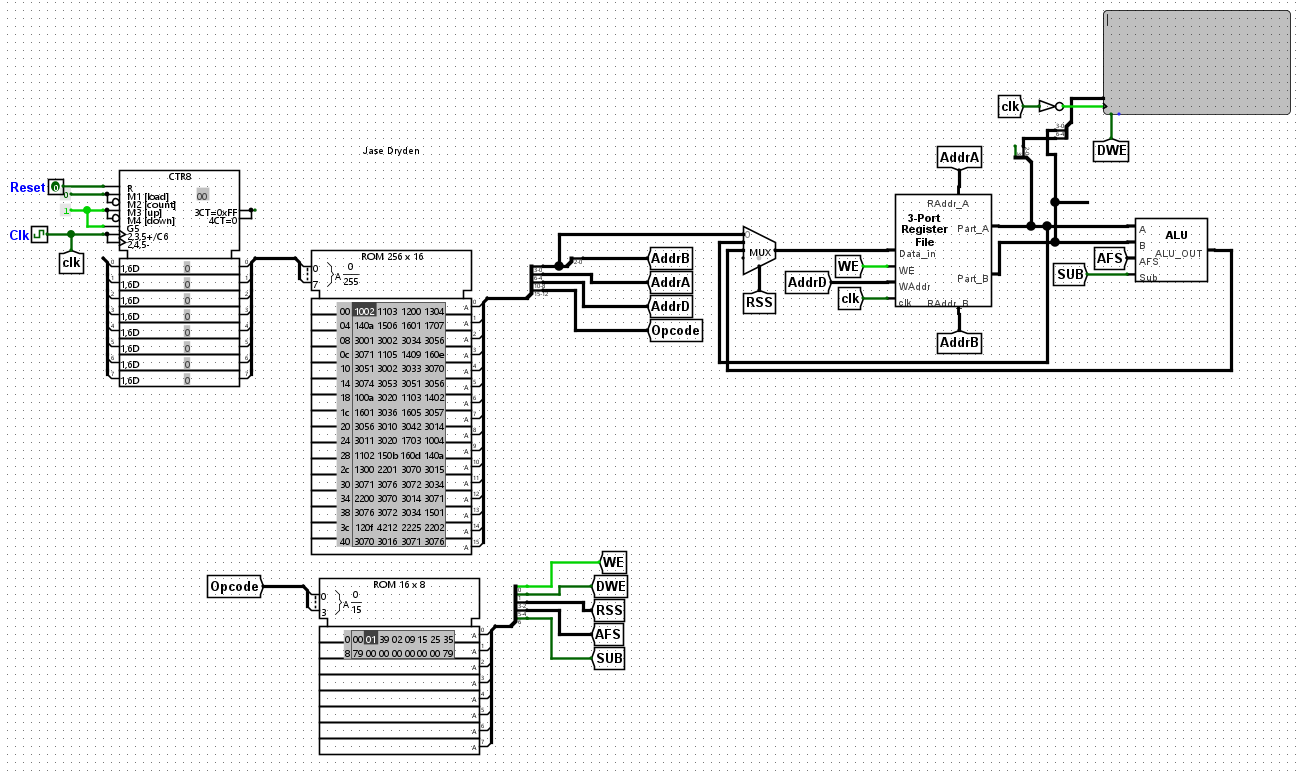 Jase Dryden
Reset
0
CTR8
R
M1 [load]
M2 [count]
M3 [up]
M4 [down]
G5
2,3,5+/C6
2,4,5-
00
3CT=0xFF
4CT=0
0
1
Clk
clk
1,6D 0
1,6D 0
1,6D 0
1,6D 0
1,6D 0
1,6D 0
1,6D 0
1,6D 0
ROM 256 x 16
0
7
A
0
255
00 1002 1103 1200 1304
04 140a 1506 1601 1707
08 3001 3002 3034 3056
0c 3071 1105 1409 160e
10 3051 3002 3033 3070
14 3074 3053 3051 3056
18 100a 3020 1103 1402
1c 1601 3036 1605 3057
20 3056 3010 3042 3014
24 3011 3020 1703 1004
28 1102 150b 160d 140a
2c 1300 2201 3070 3015
30 3071 3076 3072 3034
34 2200 3070 3014 3071
38 3076 3072 3034 1501
3c 120f 4212 2225 2202
40 3070 3016 3071 3076
AddrB
AddrA
AddrD
Opcode
MUX
0
RSS
WE
AddrD
clk
AddrA
RAddr_A
3-Port
Register
File
Part_A
Data_in
WE
WAddr
Part_B
clk
RAddr_B
AddrB
clk
DWE
ALU
A
B
AFS
ALU_OUT
Sub
AFS
SUB
Opcode
ROM 16 x 8
0
3
A
0
15
0 00 01 39 02 09 15 25 35
8 79 00 00 00 00 00 00 79
WE
DWE
RSS
AFS
SUB